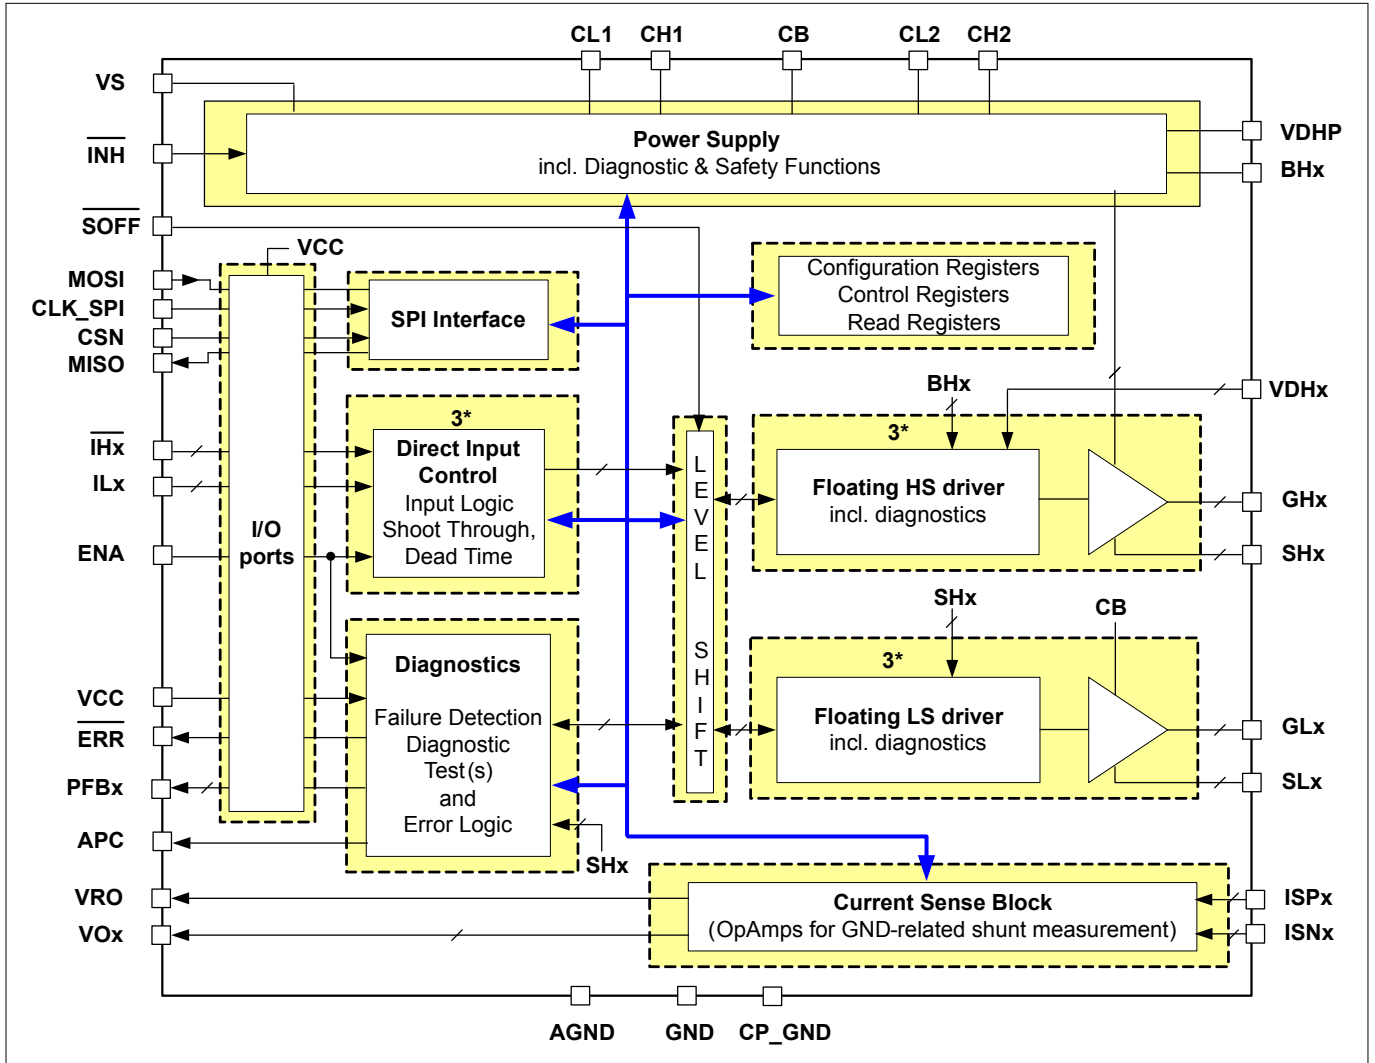 CL1 CH1 CB CL2 CH2
VS
INH
Power Supply
incl. Diagnostic & Safety Functions
VDHP
BHx
SOFF
VCC
MOSI
CLK_SPI
CSN
MISO
SPI Interface
Configuration Registers
Control Registers
Read Registers
BHx
VDHx
IHx
ILx
ENA
I/O
ports
3*
Direct Input
Control
Input Logic
Shoot Through,
Dead Time
LEVEL SHIFT
3*
Floating HS driver
incl. diagnostics
GHx
SHx
SHx
CB
3*
Floating LS driver
incl. diagnostics
GLx
SLx
Diagnostics
Failure Detection
Diagnostic
Test(s)
and
Error Logic
SHx
VCC
ERR
PFBx
APC
VRO
VOx
Current Sense Block
(OpAmps for GND-related shunt measurement)
ISPx
ISNx
AGND GND CP_GND